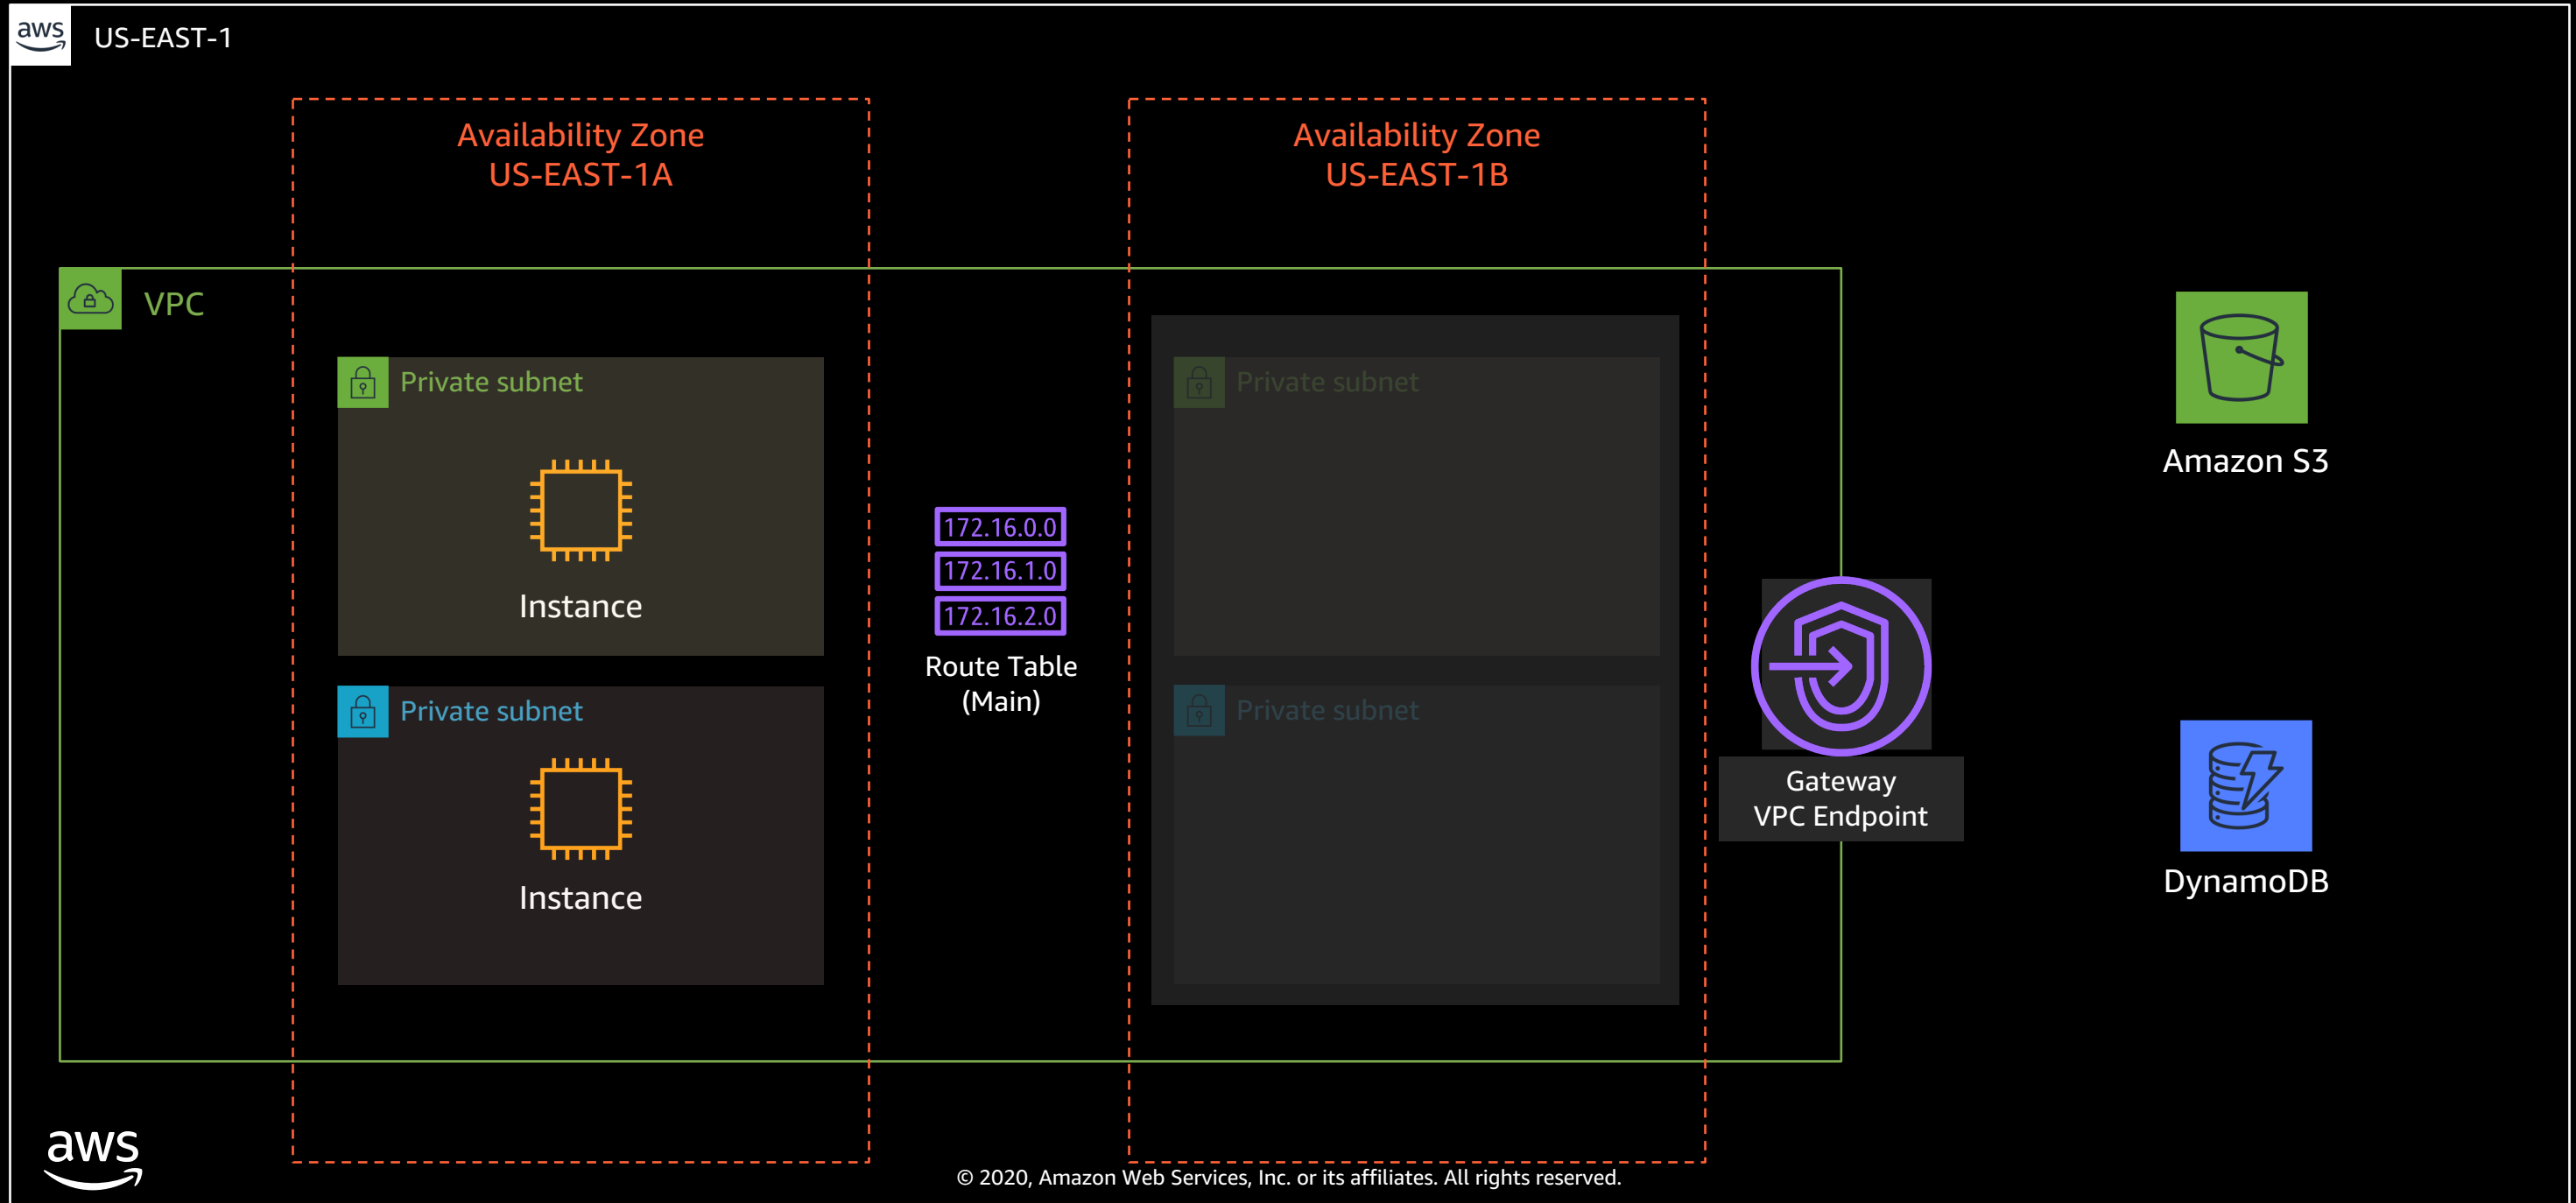 aws
US-EAST-1
Availability Zone
US-EAST-1A
Availability Zone
US-EAST-1B
VPC
Private subnet
Instance
Private subnet
Instance
172.16.0.0
172.16.1.0
172.16.2.0
Route Table
(Main)
Private subnet
Private subnet
Gateway
VPC Endpoint
Amazon S3
DynamoDB
aws
© 2020, Amazon Web Services, Inc. or its affiliates. All rights reserved.